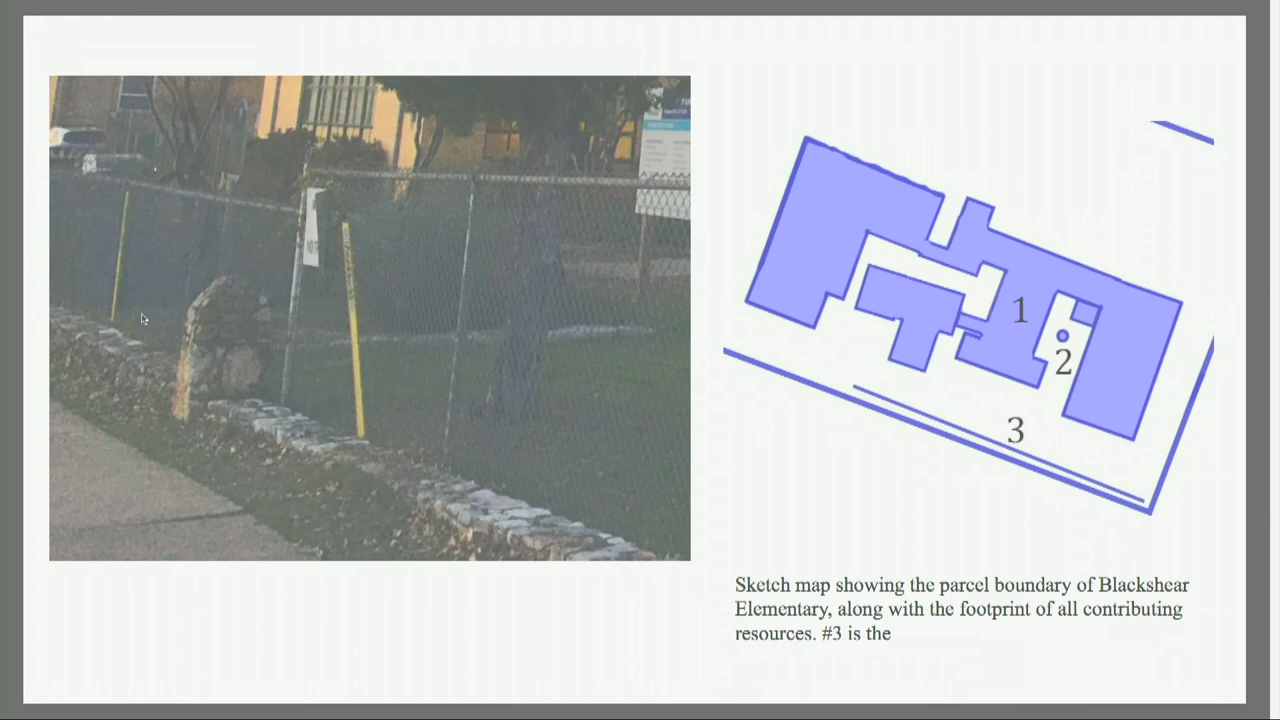 1
2
3
Sketch map showing the parcel boundary of Blackshear
Elementary, along with the footprint of all contributing
resources. #3 is the